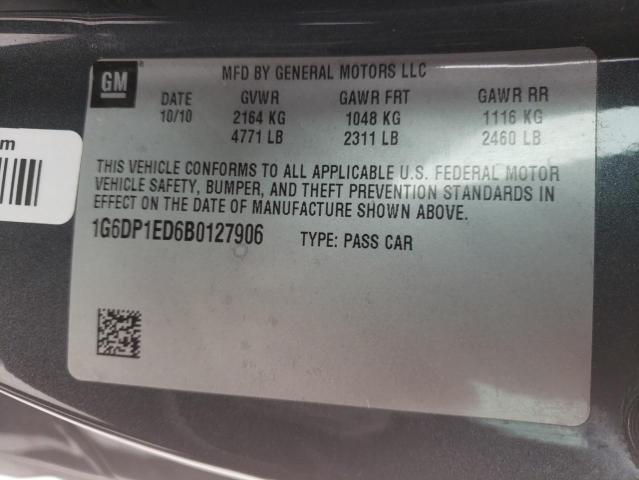 GM
MFD BY GENERAL MOTORS LLC
DATE GVWR GAWR FRT GAWR RR
10/10 2164 KG 1048 KG 1116 KG
4771 LB 2311 LB 2460 LB
THIS VEHICLE CONFORMS TO ALL APPLICABLE U.S. FEDERAL MOTOR
VEHICLE SAFETY, BUMPER, AND THEFT PREVENTION STANDARDS IN
EFFECT ON THE DATE OF MANUFACTURE SHOWN ABOVE.
1G6DP1ED6B0127906 TYPE: PASS CAR